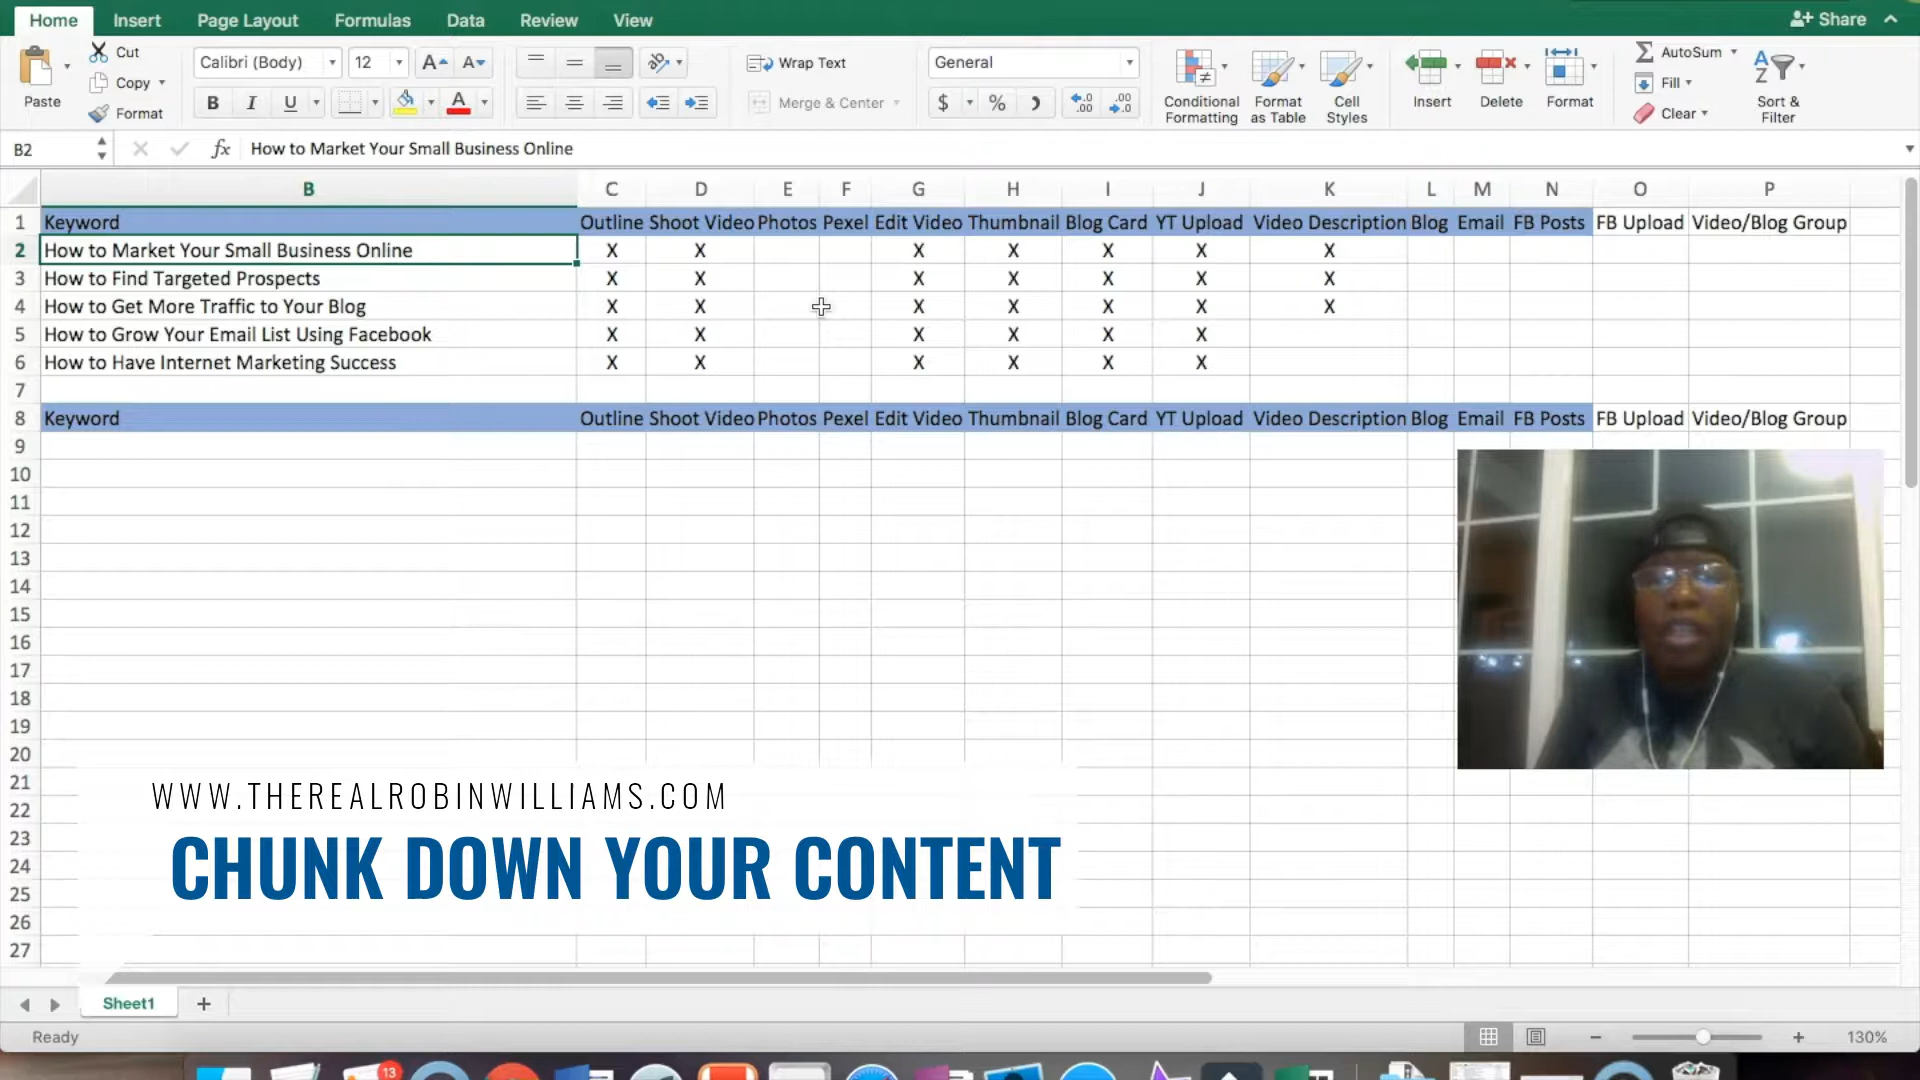 Home Insert Page Layout Formulas Data Review View Share
Cut
Copy
Format
Paste
Calibri (Body) 12 A A
B I U A
Wrap Text
Merge & Center
General
$ % .0 .00 .00 .0
Conditional Formatting
Format as Table
Cell Styles
Insert
Delete
Format
AutoSum
Fill
Clear
Sort & Filter
B2 fx How to Market Your Small Business Online
B C D E F G H I J K L M N O P
1 Keyword Outline Shoot Video Photos Pexel Edit Video Thumbnail Blog Card YT Upload Video Description Blog Email FB Posts FB Upload Video/Blog Group
2 How to Market Your Small Business Online X X X X X X X
3 How to Find Targeted Prospects X X X X X X X
4 How to Get More Traffic to Your Blog X X X X X X X
5 How to Grow Your Email List Using Facebook X X X X X X
6 How to Have Internet Marketing Success X X X X X X
7
8 Keyword Outline Shoot Video Photos Pexel Edit Video Thumbnail Blog Card YT Upload Video Description Blog Email FB Posts FB Upload Video/Blog Group
9
10
11
12
13
14
15
16
17
18
19
20
21
22
23
24
25
26
27
WWW.THEREALROBINWILLIAMS.COM
CHUNK DOWN YOUR CONTENT
Sheet1 +
Ready 130%
13